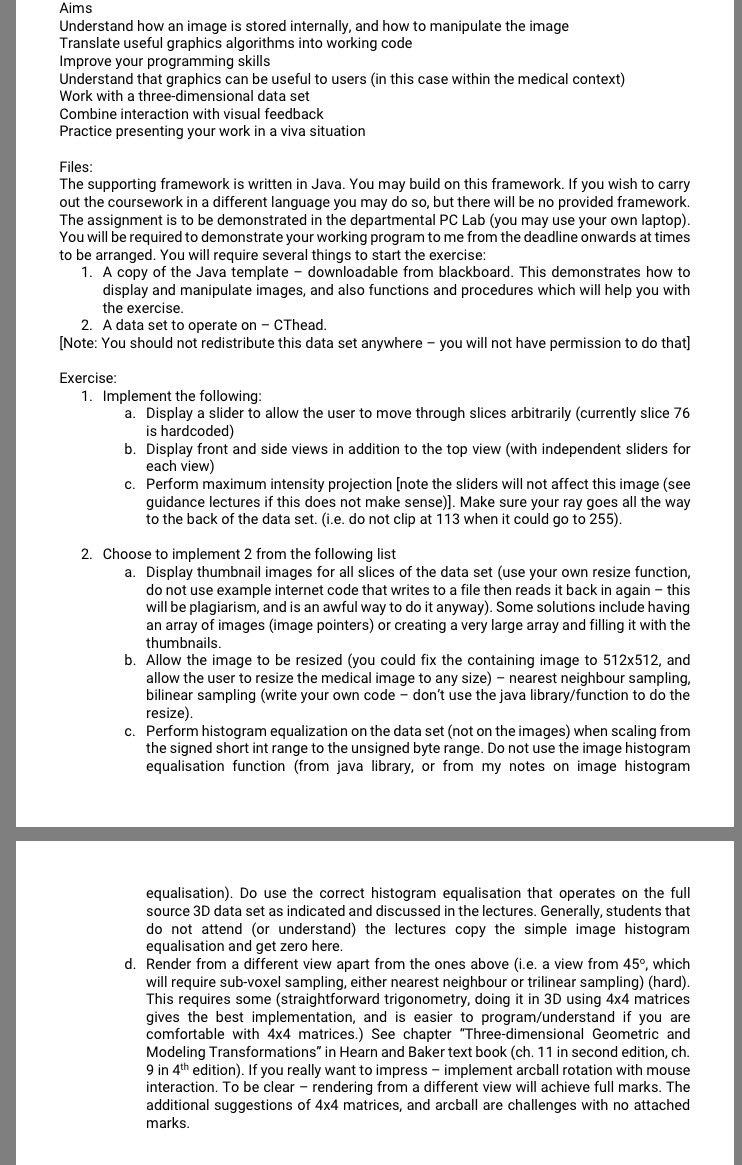 Aims
Understand how an image is stored internally, and how to manipulate the image
Translate useful graphics algorithms into working code
Improve your programming skills
Understand that graphics can be useful to users (in this case within the medical context)
Work with a three-dimensional data set
Combine interaction with visual feedback
Practice presenting your work in a viva situation
Files:
The supporting framework is written in Java. You may build on this framework. If you wish to carry
out the coursework in a different language you may do so, but there will be no provided framework.
The assignment is to be demonstrated in the departmental PC Lab (you may use your own laptop).
You will be required to demonstrate your working program to me from the deadline onwards at times
to be arranged. You will require several things to start the exercise:
1. A copy of the Java template – downloadable from blackboard. This demonstrates how to
display and manipulate images, and also functions and procedures which will help you with
the exercise.
2. A data set to operate on – CThead.
[Note: You should not redistribute this data set anywhere – you will not have permission to do that]
Exercise:
1. Implement the following:
a. Display a slider to allow the user to move through slices arbitrarily (currently slice 76
is hardcoded)
b. Display front and side views in addition to the top view (with independent sliders for
each view)
c. Perform maximum intensity projection [note the sliders will not affect this image (see
guidance lectures if this does not make sense)]. Make sure your ray goes all the way
to the back of the data set. (i.e. do not clip at 113 when it could go to 255).
2. Choose to implement 2 from the following list
a. Display thumbnail images for all slices of the data set (use your own resize function,
do not use example internet code that writes to a file then reads it back in again – this
will be plagiarism, and is an awful way to do it anyway). Some solutions include having
an array of images (image pointers) or creating a very large array and filling it with the
thumbnails.
b. Allow the image to be resized (you could fix the containing image to 512x512, and
allow the user to resize the medical image to any size) – nearest neighbour sampling,
bilinear sampling (write your own code – don't use the java library/function to do the
resize).
c. Perform histogram equalization on the data set (not on the images) when scaling from
the signed short int range to the unsigned byte range. Do not use the image histogram
equalisation function (from java library, or from my notes on image histogram
equalisation). Do use the correct histogram equalisation that operates on the full
source 3D data set as indicated and discussed in the lectures. Generally, students that
do not attend (or understand) the lectures copy the simple image histogram
equalisation and get zero here.
d. Render from a different view apart from the ones above (i.e. a view from 45º, which
will require sub-voxel sampling, either nearest neighbour or trilinear sampling) (hard).
This requires some (straightforward trigonometry, doing it in 3D using 4x4 matrices
gives the best implementation, and is easier to program/understand if you are
comfortable with 4x4 matrices.) See chapter "Three-dimensional Geometric and
Modeling Transformations" in Hearn and Baker text book (ch. 11 in second edition, ch.
9 in 4th edition). If you really want to impress – implement arcball rotation with mouse
interaction. To be clear – rendering from a different view will achieve full marks. The
additional suggestions of 4x4 matrices, and arcball are challenges with no attached
marks.